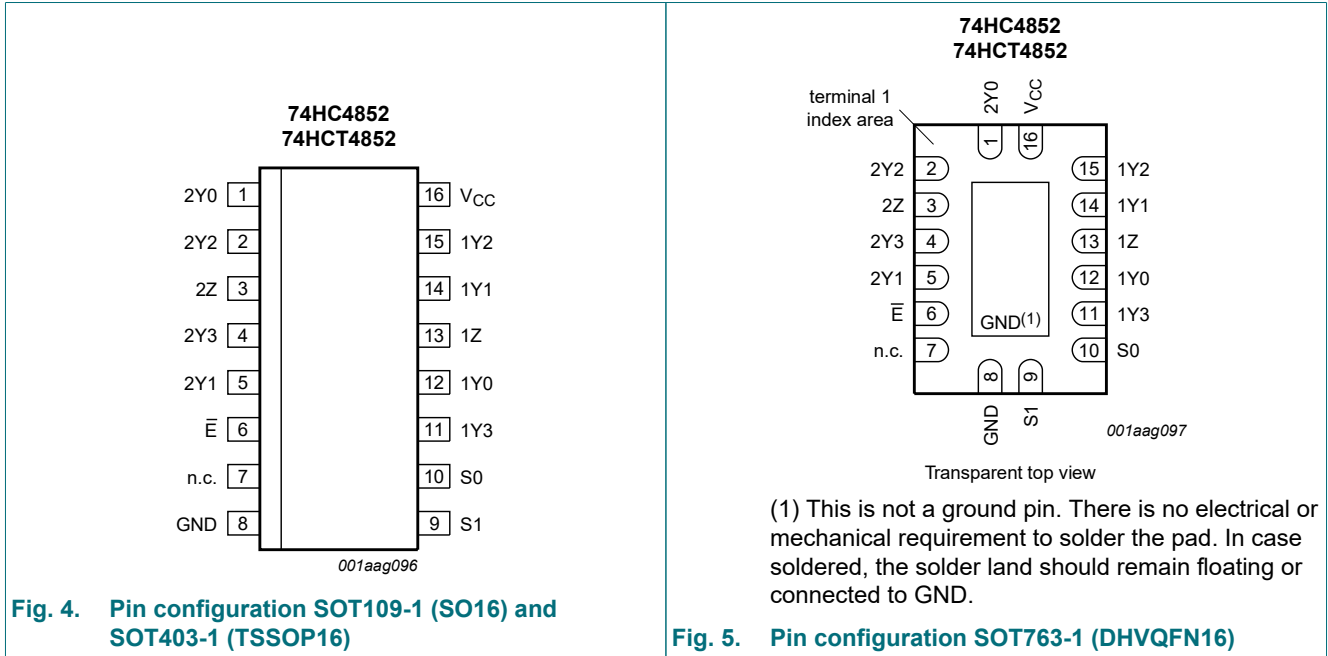 74HC4852
74HCT4852
2Y0 1
2Y2 2
2Z 3
2Y3 4
2Y1 5
E̅ 6
n.c. 7
GND 8
16 VCC
15 1Y2
14 1Y1
13 1Z
12 1Y0
11 1Y3
10 S0
9 S1
001aag096
Fig. 4. Pin configuration SOT109-1 (SO16) and
SOT403-1 (TSSOP16)
74HC4852
74HCT4852
terminal 1
index area
2Y0
VCC
1
16
2Y2 2
2Z 3
2Y3 4
2Y1 5
E̅ 6
n.c. 7
15 1Y2
14 1Y1
13 1Z
12 1Y0
11 1Y3
10 S0
GND(1)
8
9
GND
S1
001aag097
Transparent top view
(1) This is not a ground pin. There is no electrical or
mechanical requirement to solder the pad. In case
soldered, the solder land should remain floating or
connected to GND.
Fig. 5. Pin configuration SOT763-1 (DHVQFN16)